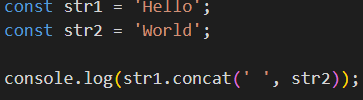 const str1 = 'Hello';
const str2 = 'World';
console.log(str1.concat(' ', str2));